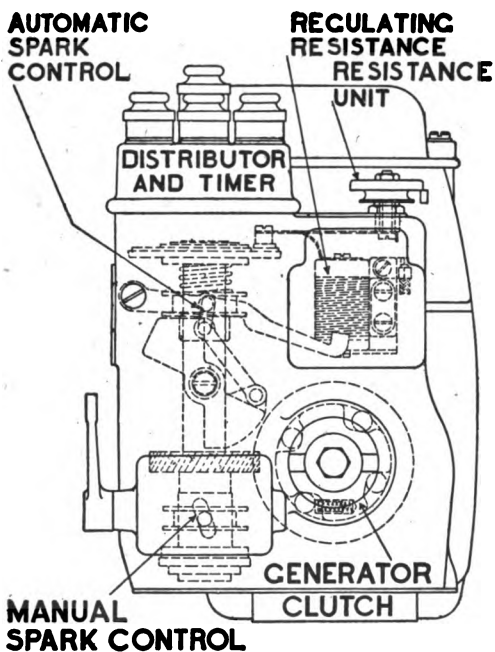 AUTOMATIC
SPARK
CONTROL
REGULATING
RESISTANCE
RESISTANCE
UNIT
DISTRIBUTOR
AND TIMER
GENERATOR
CLUTCH
MANUAL
SPARK CONTROL